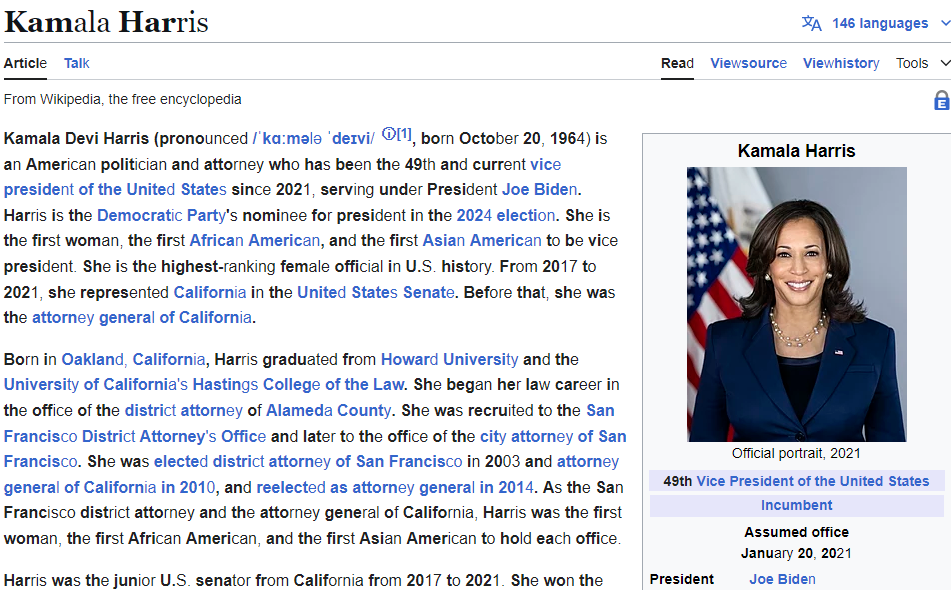 Kamala Harris
146 languages
Article Talk
Read Viewsource Viewhistory Tools
From Wikipedia, the free encyclopedia
Kamala Devi Harris (pronounced /ˈkɑːmələ ˈdeɪvi/ ⓘ[1], born October 20, 1964) is
an American politician and attorney who has been the 49th and current vice
president of the United States since 2021, serving under President Joe Biden.
Harris is the Democratic Party's nominee for president in the 2024 election. She is
the first woman, the first African American, and the first Asian American to be vice
president. She is the highest-ranking female official in U.S. history. From 2017 to
2021, she represented California in the United States Senate. Before that, she was
the attorney general of California.
Born in Oakland, California, Harris graduated from Howard University and the
University of California's Hastings College of the Law. She began her law career in
the office of the district attorney of Alameda County. She was recruited to the San
Francisco District Attorney's Office and later to the office of the city attorney of San
Francisco. She was elected district attorney of San Francisco in 2003 and attorney
general of California in 2010, and reelected as attorney general in 2014. As the San
Francisco district attorney and the attorney general of California, Harris was the first
woman, the first African American, and the first Asian American to hold each office.
Harris was the junior U.S. senator from California from 2017 to 2021. She won the
E
Kamala Harris
Official portrait, 2021
49th Vice President of the United States
Incumbent
Assumed office
January 20, 2021
President Joe Biden